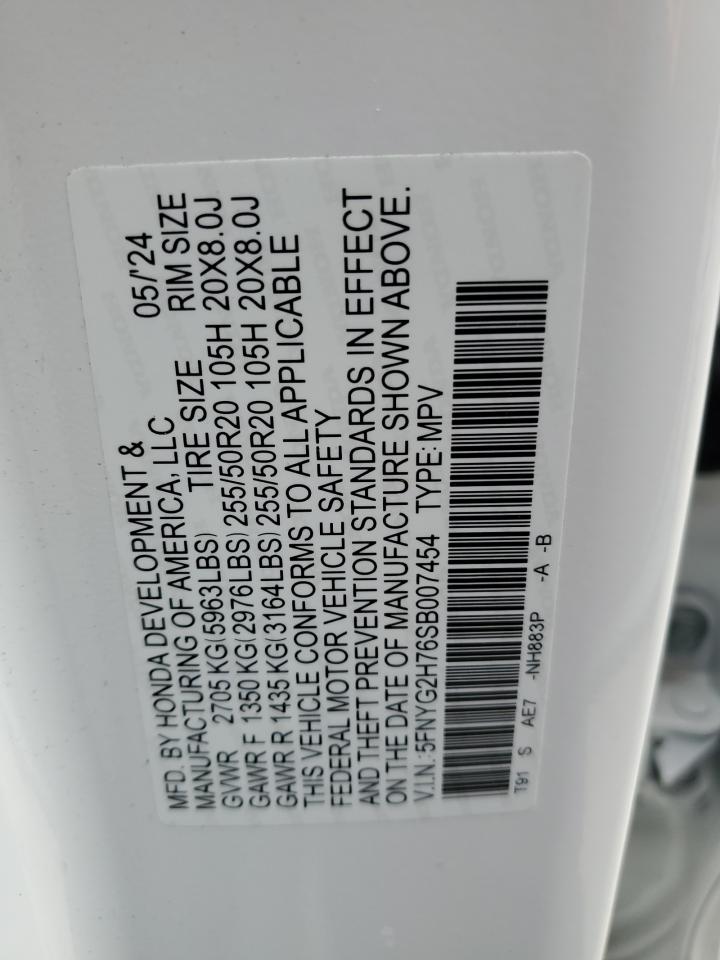 MFD. BY HONDA DEVELOPMENT & 05/'24
MANUFACTURING OF AMERICA, LLC
TIRE SIZE RIM SIZE
GVWR 2705 KG(5963LBS)
GAWR F 1350 KG(2976LBS) 255/50R20 105H 20X8.0J
GAWR R 1435 KG(3164LBS) 255/50R20 105H 20X8.0J
THIS VEHICLE CONFORMS TO ALL APPLICABLE
FEDERAL MOTOR VEHICLE SAFETY
AND THEFT PREVENTION STANDARDS IN EFFECT
ON THE DATE OF MANUFACTURE SHOWN ABOVE.
V.I.N.:5FNYG2H76SB007454 TYPE: MPV
T91 S AE7 -NH883P -A -B